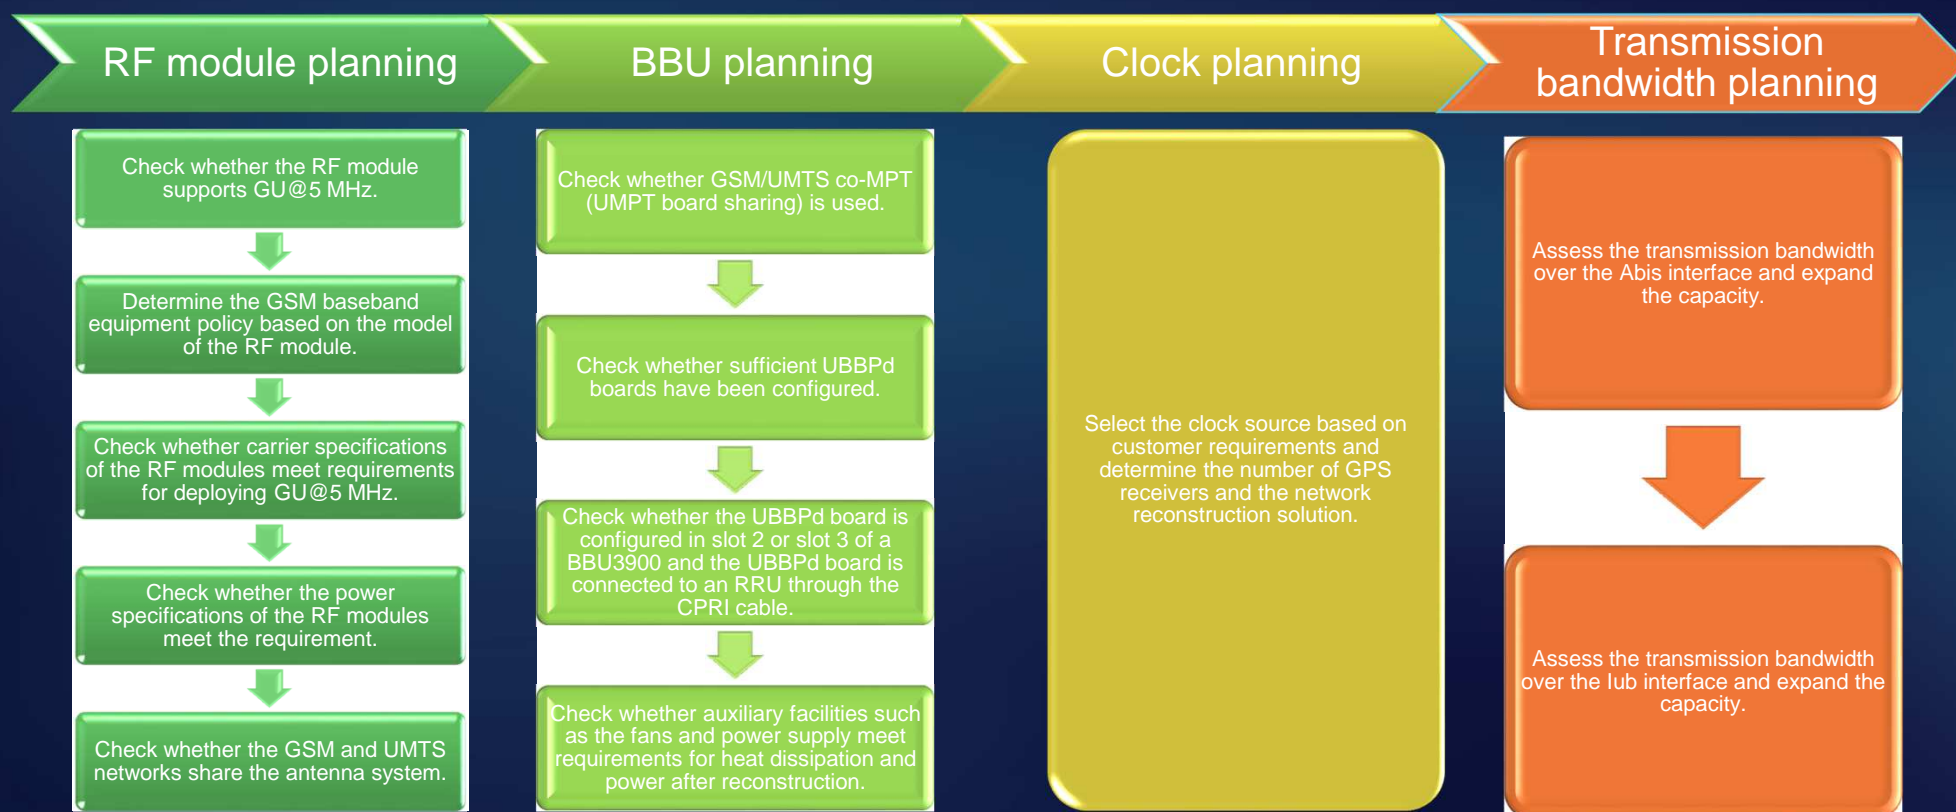 RF module planning
BBU planning
Clock planning
Transmission
bandwidth planning
Check whether the RF module
supports GU@5 MHz.
Determine the GSM baseband
equipment policy based on the model
of the RF module.
Check whether carrier specifications
of the RF modules meet requirements
for deploying GU@5 MHz.
Check whether the power
specifications of the RF modules
meet the requirement.
Check whether the GSM and UMTS
networks share the antenna system.
Check whether GSM/UMTS co-MPT
(UMPT board sharing) is used.
Check whether sufficient UBBPd
boards have been configured.
Check whether the UBBPd board is
configured in slot 2 or slot 3 of a
BBU3900 and the UBBPd board is
connected to an RRU through the
CPRI cable.
Check whether auxiliary facilities such
as the fans and power supply meet
requirements for heat dissipation and
power after reconstruction.
Select the clock source based on
customer requirements and
determine the number of GPS
receivers and the network
reconstruction solution.
Assess the transmission bandwidth
over the Abis interface and expand
the capacity.
Assess the transmission bandwidth
over the Iub interface and expand the
capacity.